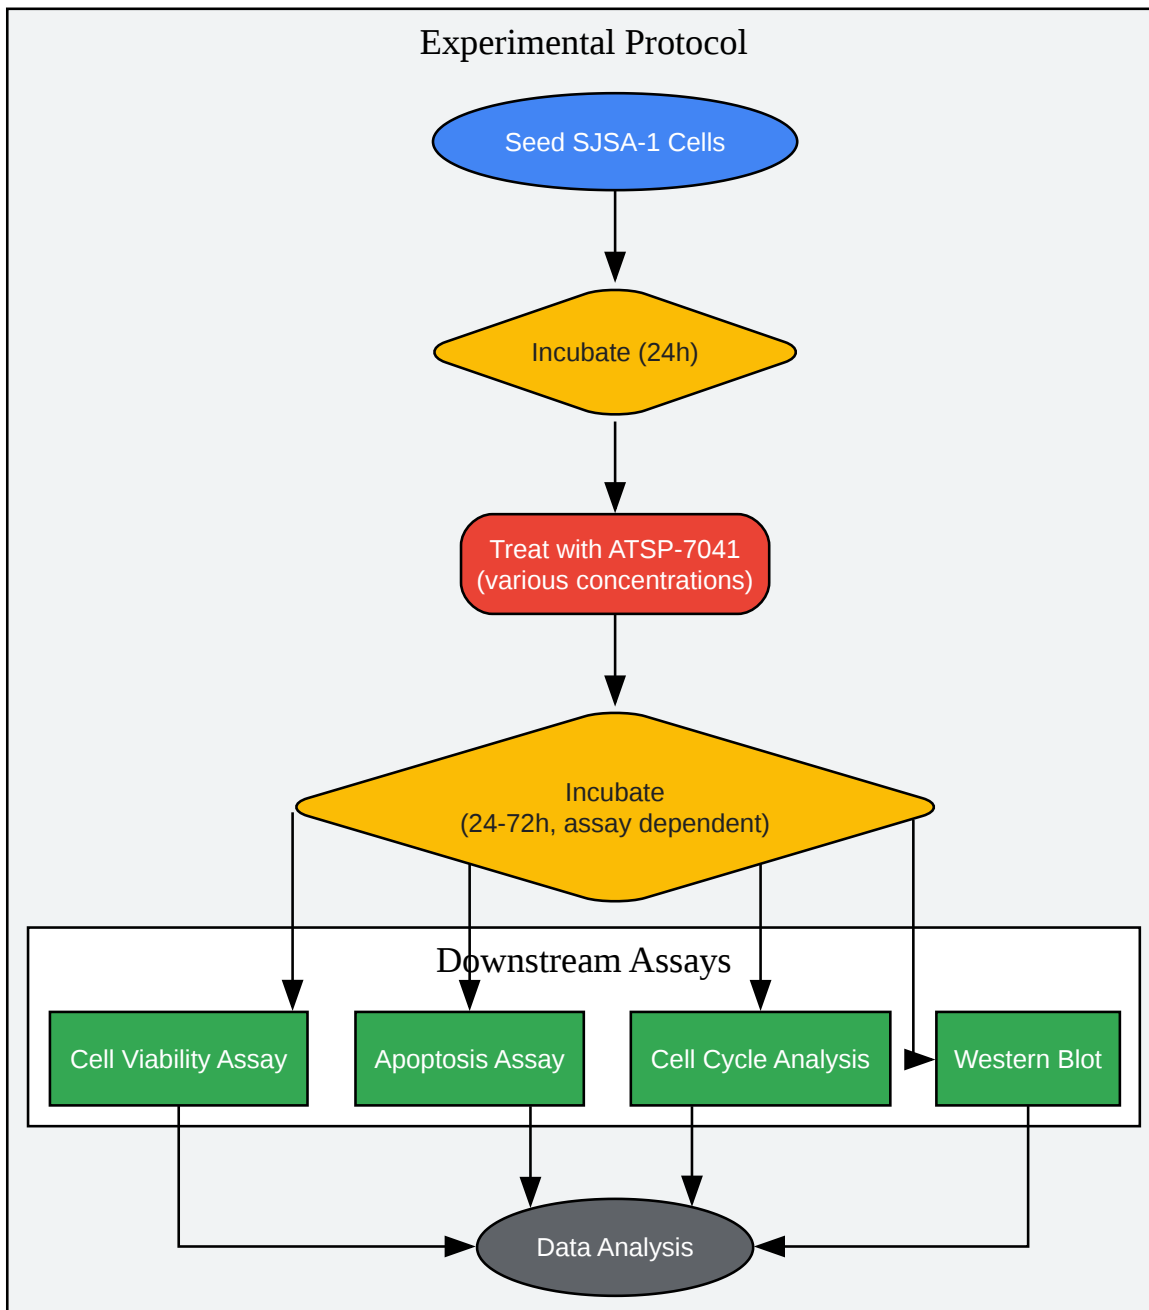 Experimental Protocol
Seed SJSA-1 Cells
Incubate (24h)
Treat with ATSP-7041
(various concentrations)
Incubate
(24-72h, assay dependent)
Downstream Assays
Cell Viability Assay
Apoptosis Assay
Cell Cycle Analysis
Western Blot
Data Analysis